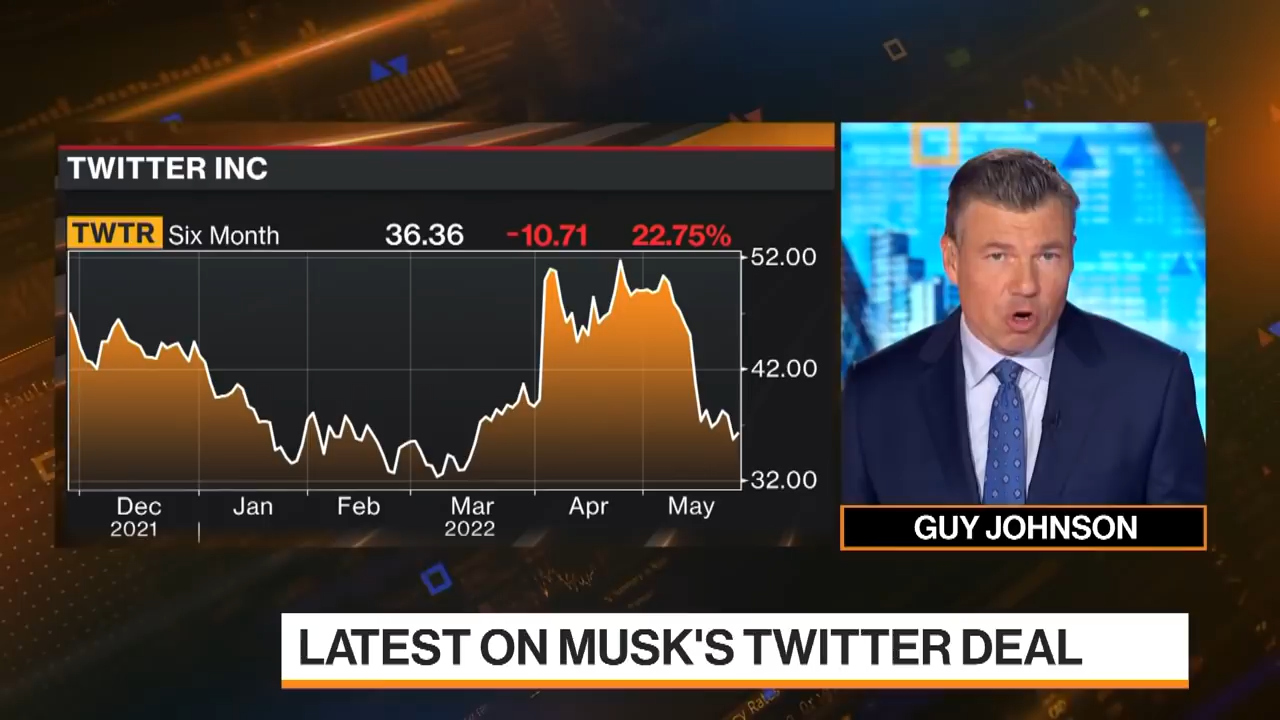 TWITTER INC
TWTR Six Month 36.36 -10.71 22.75%
52.00
42.00
32.00
Dec Jan Feb Mar Apr May
2021 2022
GUY JOHNSON
LATEST ON MUSK'S TWITTER DEAL